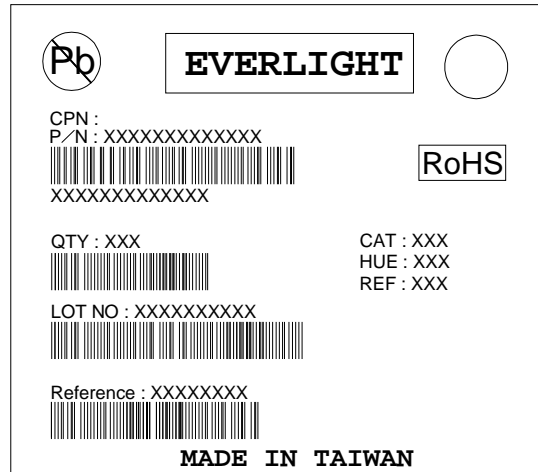 Pb
EVERLIGHT
CPN :
P/N : XXXXXXXXXXXXX
RoHS
XXXXXXXXXXXXX
QTY : XXX
CAT : XXX
HUE : XXX
REF : XXX
LOT NO : XXXXXXXXXX
Reference : XXXXXXXX
MADE IN TAIWAN